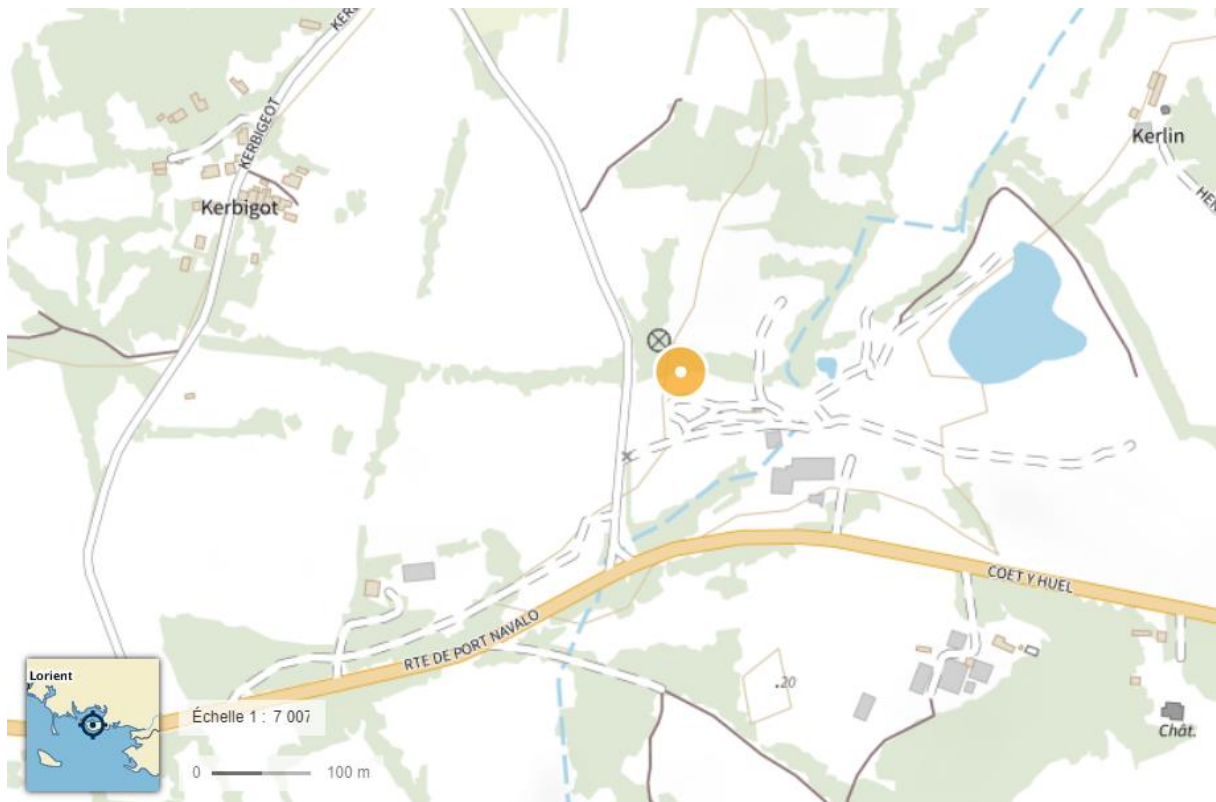 KERBIGEOT
Kerbigot
Kerlin
COET Y HUEL
RTE DE PORT NAVALO
.20
Chât.
Lorient
Échelle 1 : 7 007
0 100 m